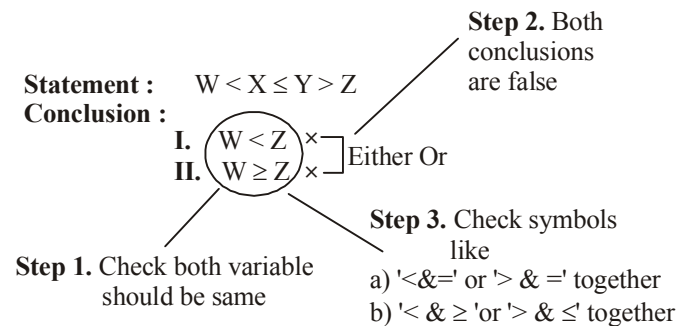 Step 2. Both
conclusions
are false
Statement : W < X ≤ Y > Z
Conclusion :
I. W < Z ×
Either Or
II. W ≥ Z ×
Step 3. Check symbols
like
a) '<&=' or '> & =' together
b) '< & ≥ 'or '> & ≤' together
Step 1. Check both variable
should be same